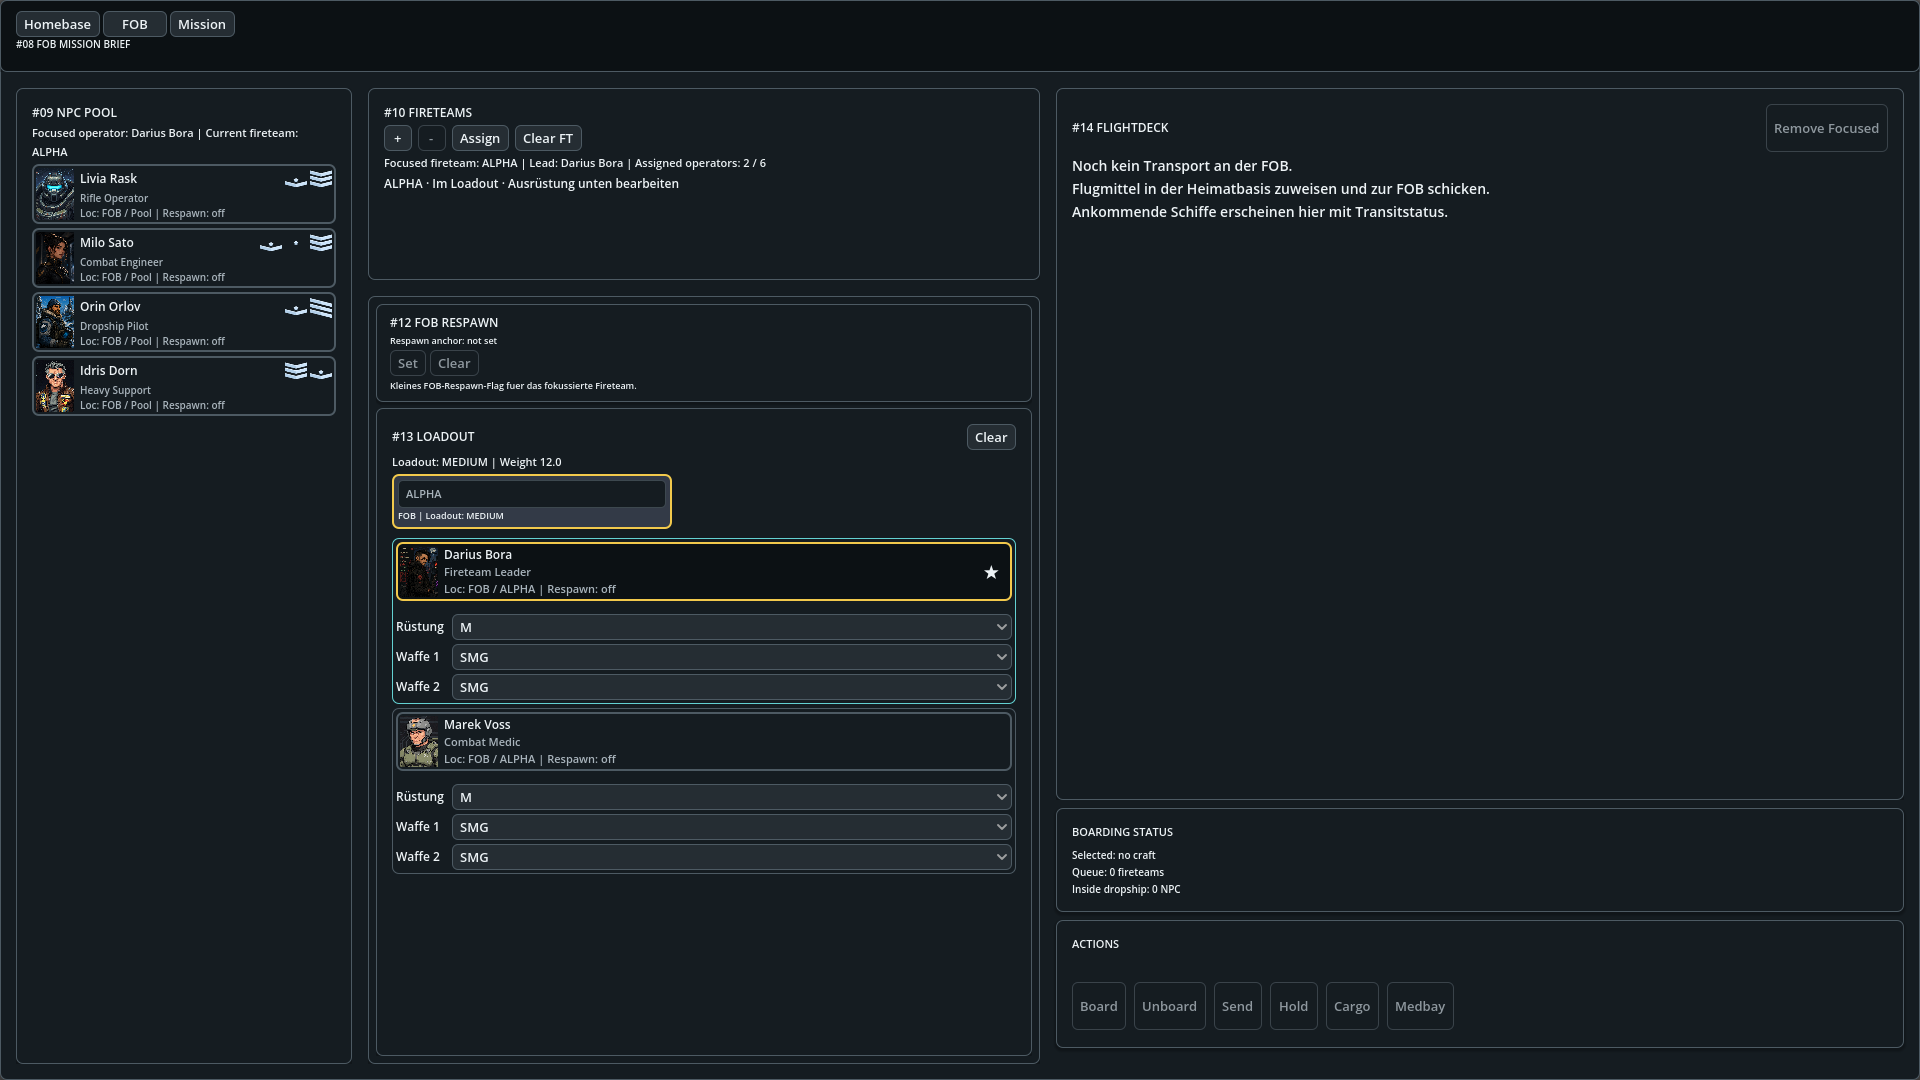 Homebase FOB Mission
#08 FOB MISSION BRIEF
#09 NPC POOL
Focused operator: Darius Bora | Current fireteam:
ALPHA
Livia Rask
Rifle Operator
Loc: FOB / Pool | Respawn: off
Milo Sato
Combat Engineer
Loc: FOB / Pool | Respawn: off
Orin Orlov
Dropship Pilot
Loc: FOB / Pool | Respawn: off
Idris Dorn
Heavy Support
Loc: FOB / Pool | Respawn: off
#10 FIRETEAMS
+ - Assign Clear FT
Focused fireteam: ALPHA | Lead: Darius Bora | Assigned operators: 2 / 6
ALPHA · Im Loadout · Ausrüstung unten bearbeiten
#12 FOB RESPAWN
Respawn anchor: not set
Set Clear
Kleines FOB-Respawn-Flag fuer das fokussierte Fireteam.
#13 LOADOUT Clear
Loadout: MEDIUM | Weight 12.0
ALPHA
FOB | Loadout: MEDIUM
Darius Bora
Fireteam Leader
Loc: FOB / ALPHA | Respawn: off
Rüstung M
Waffe 1 SMG
Waffe 2 SMG
Marek Voss
Combat Medic
Loc: FOB / ALPHA | Respawn: off
Rüstung M
Waffe 1 SMG
Waffe 2 SMG
#14 FLIGHTDECK Remove Focused
Noch kein Transport an der FOB.
Flugmittel in der Heimatbasis zuweisen und zur FOB schicken.
Ankommende Schiffe erscheinen hier mit Transitstatus.
BOARDING STATUS
Selected: no craft
Queue: 0 fireteams
Inside dropship: 0 NPC
ACTIONS
Board Unboard Send Hold Cargo Medbay